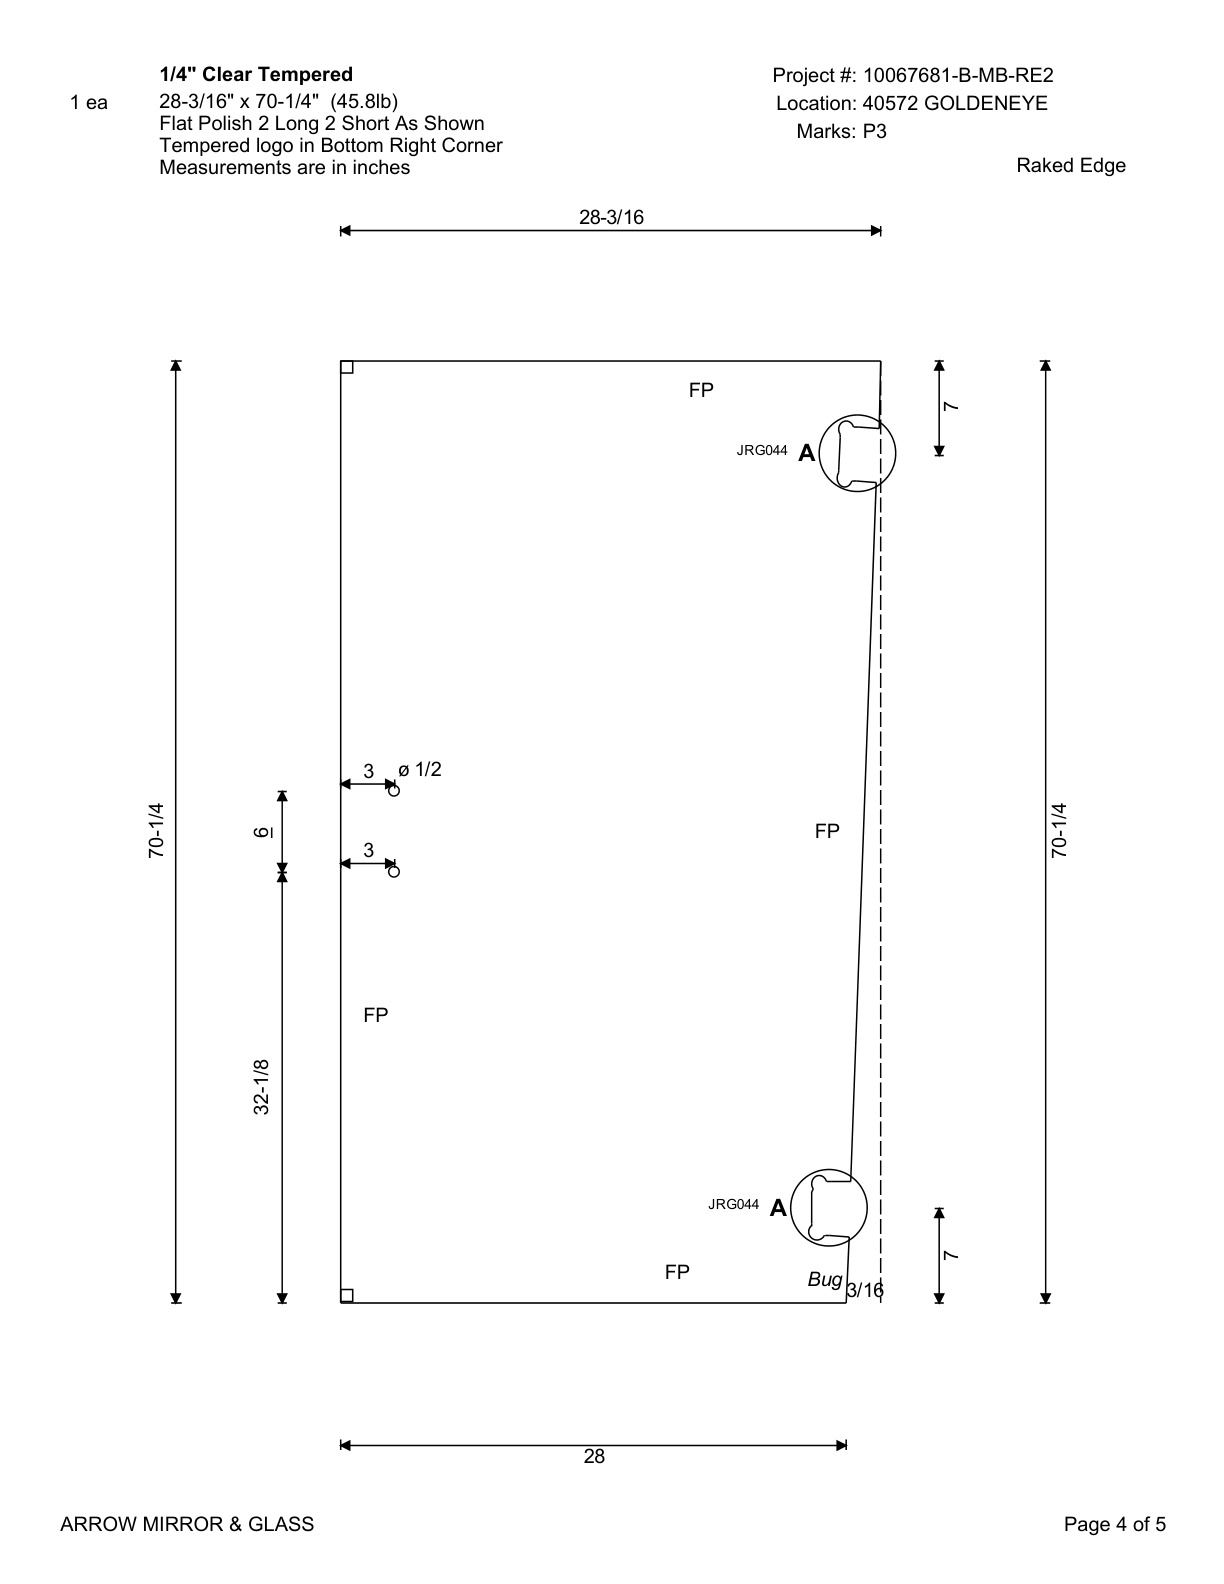 1/4" Clear Tempered
1 ea
28-3/16" x 70-1/4" (45.8lb)
Flat Polish 2 Long 2 Short As Shown
Tempered logo in Bottom Right Corner
Measurements are in inches
Project #: 10067681-B-MB-RE2
Location: 40572 GOLDENEYE
Marks: P3
Raked Edge
28-3/16
FP
7
JRG044 A
3
ø 1/2
70-1/4
6
FP
70-1/4
3
FP
32-1/8
JRG044 A
7
FP
Bug
3/16
28
ARROW MIRROR & GLASS
Page 4 of 5